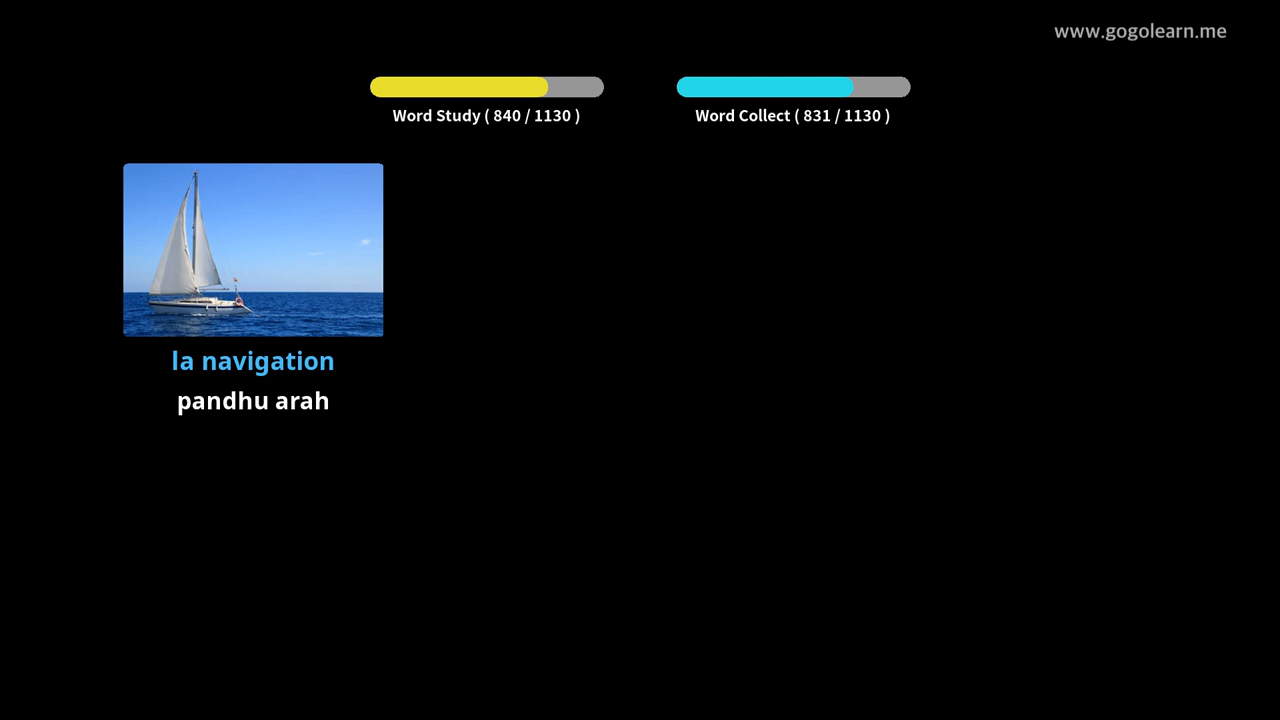 www.gogolearn.me
Word Study ( 840 / 1130 )
Word Collect ( 831 / 1130 )
la navigation
pandhu arah